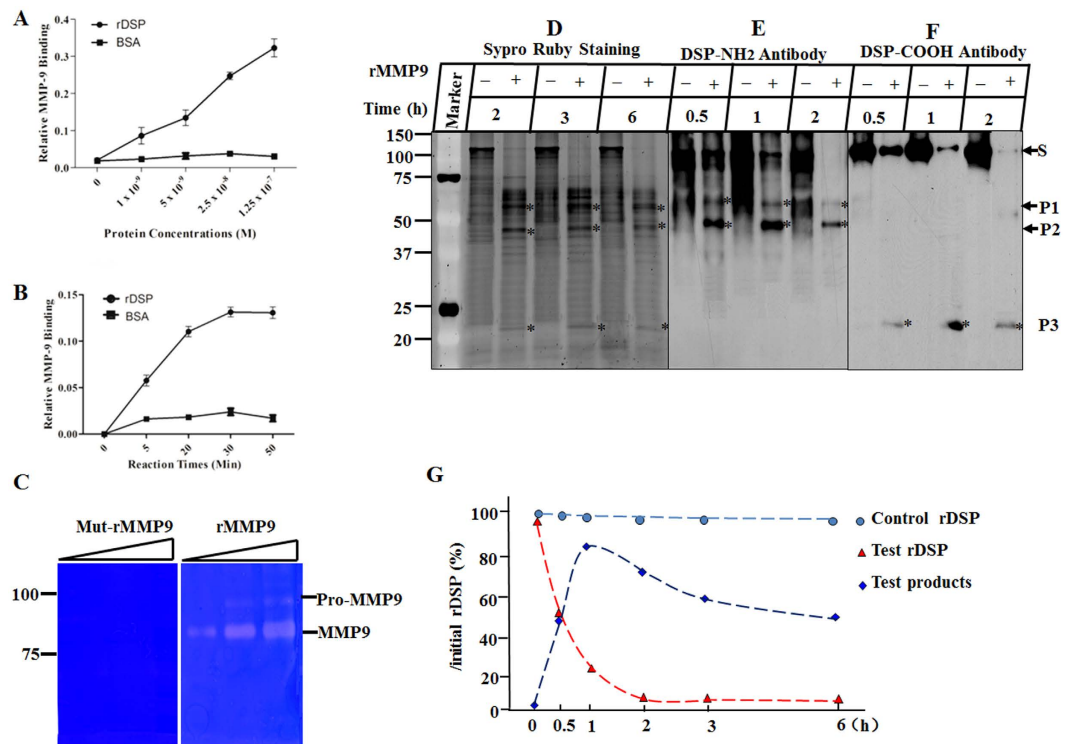 A
rDSP
BSA
Relative MMP-9 Binding
0.4
0.3
0.2
0.1
0.0
0
1 x 10⁻⁹
5 x 10⁻⁹
2.5 x 10⁻⁸
1.25 x 10⁻⁷
Protein Concentrations (M)
B
rDSP
BSA
Relative MMP-9 Binding
0.15
0.10
0.05
0.00
0
5
20
30
50
Reaction Times (Min)
C
Mut-rMMP9 rMMP9
100
75
Pro-MMP9
MMP9
D E F
Sypro Ruby Staining DSP-NH2 Antibody DSP-COOH Antibody
rMMP9 – + – + – + – + – + – + – + – + – +
Time (h) 2 3 6 0.5 1 2 0.5 1 2
Marker
150
100
75
50
37
25
20
* * * * * * * * * * * * * * * * *
S
P1
P2
P3
G
/initial rDSP (%)
100
80
60
40
20
0
0 0.5 1 2 3 6 (h)
Control rDSP
Test rDSP
Test products